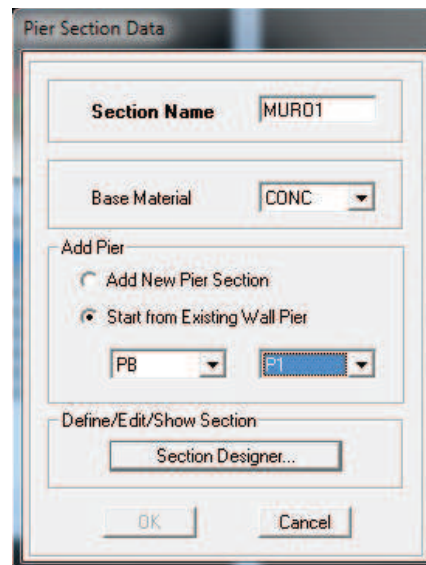 Pier Section Data
Section Name MURO1
Base Material CONC
Add Pier
Add New Pier Section
Start from Existing Wall Pier
PB P1
Define/Edit/Show Section
Section Designer...
OK Cancel